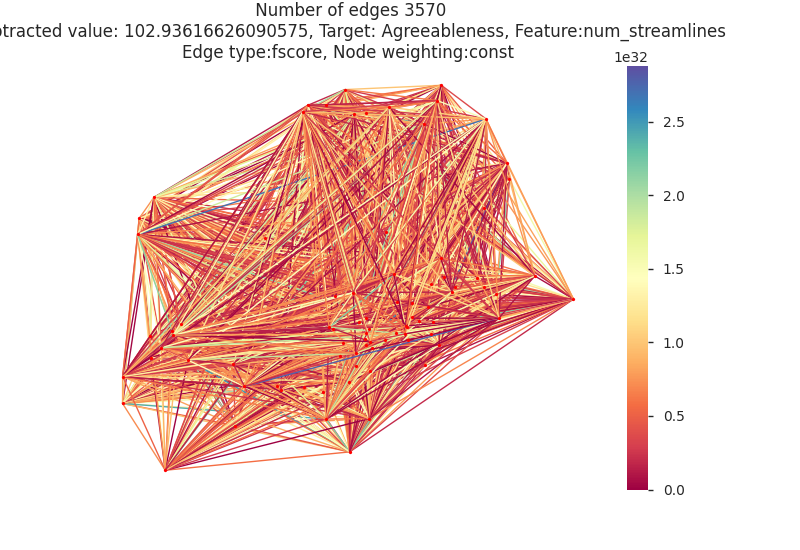 Number of edges 3570
value: 102.93616626090575, Target: Agreeableness, Feature:num_streamlines
Edge type:fscore, Node weighting:const
1e32
2.5
2.0
1.5
1.0
0.5
0.0